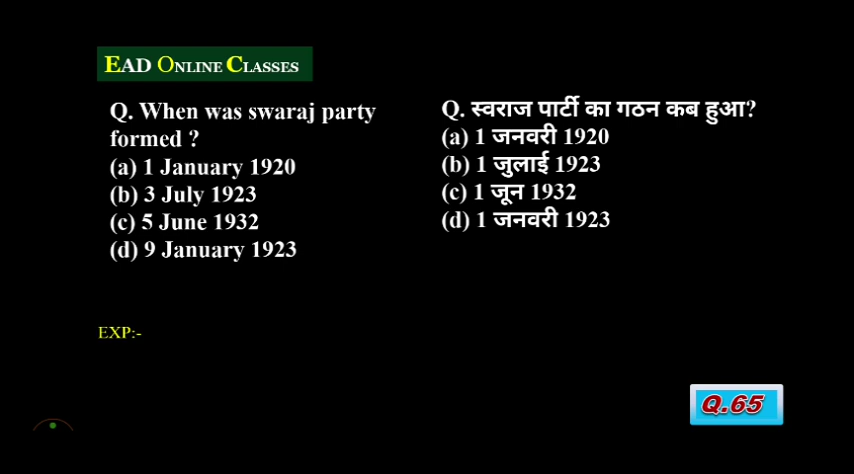 EAD ONLINE CLASSES
Q. When was swaraj party
formed ?
(a) 1 January 1920
(b) 3 July 1923
(c) 5 June 1932
(d) 9 January 1923
Q. स्वराज पार्टी का गठन कब हुआ?
(a) 1 जनवरी 1920
(b) 1 जुलाई 1923
(c) 1 जून 1932
(d) 1 जनवरी 1923
EXP:-
Q.65